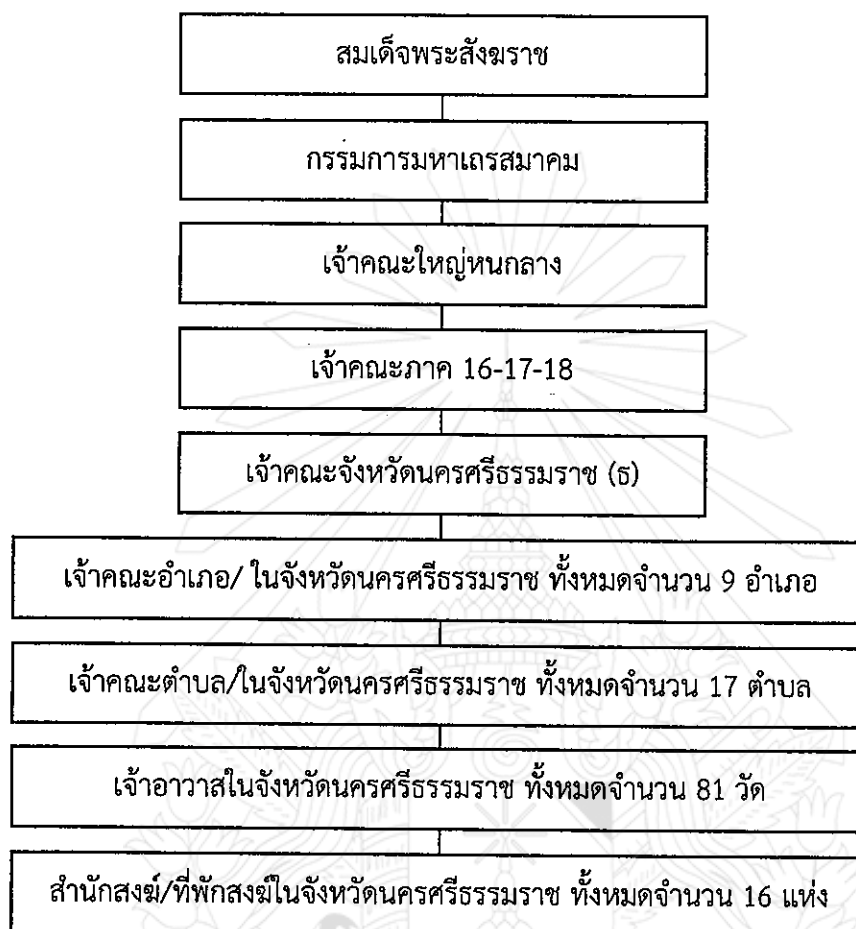 สมเด็จพระสังฆราช
กรรมการมหาเถรสมาคม
เจ้าคณะใหญ่หนกลาง
เจ้าคณะภาค 16-17-18
เจ้าคณะจังหวัดนครศรีธรรมราช (ธ)
เจ้าคณะอำเภอ/ ในจังหวัดนครศรีธรรมราช ทั้งหมดจำนวน 9 อำเภอ
เจ้าคณะตำบล/ในจังหวัดนครศรีธรรมราช ทั้งหมดจำนวน 17 ตำบล
เจ้าอาวาสในจังหวัดนครศรีธรรมราช ทั้งหมดจำนวน 81 วัด
สำนักสงฆ์/ที่พักสงฆ์ในจังหวัดนครศรีธรรมราช ทั้งหมดจำนวน 16 แห่ง